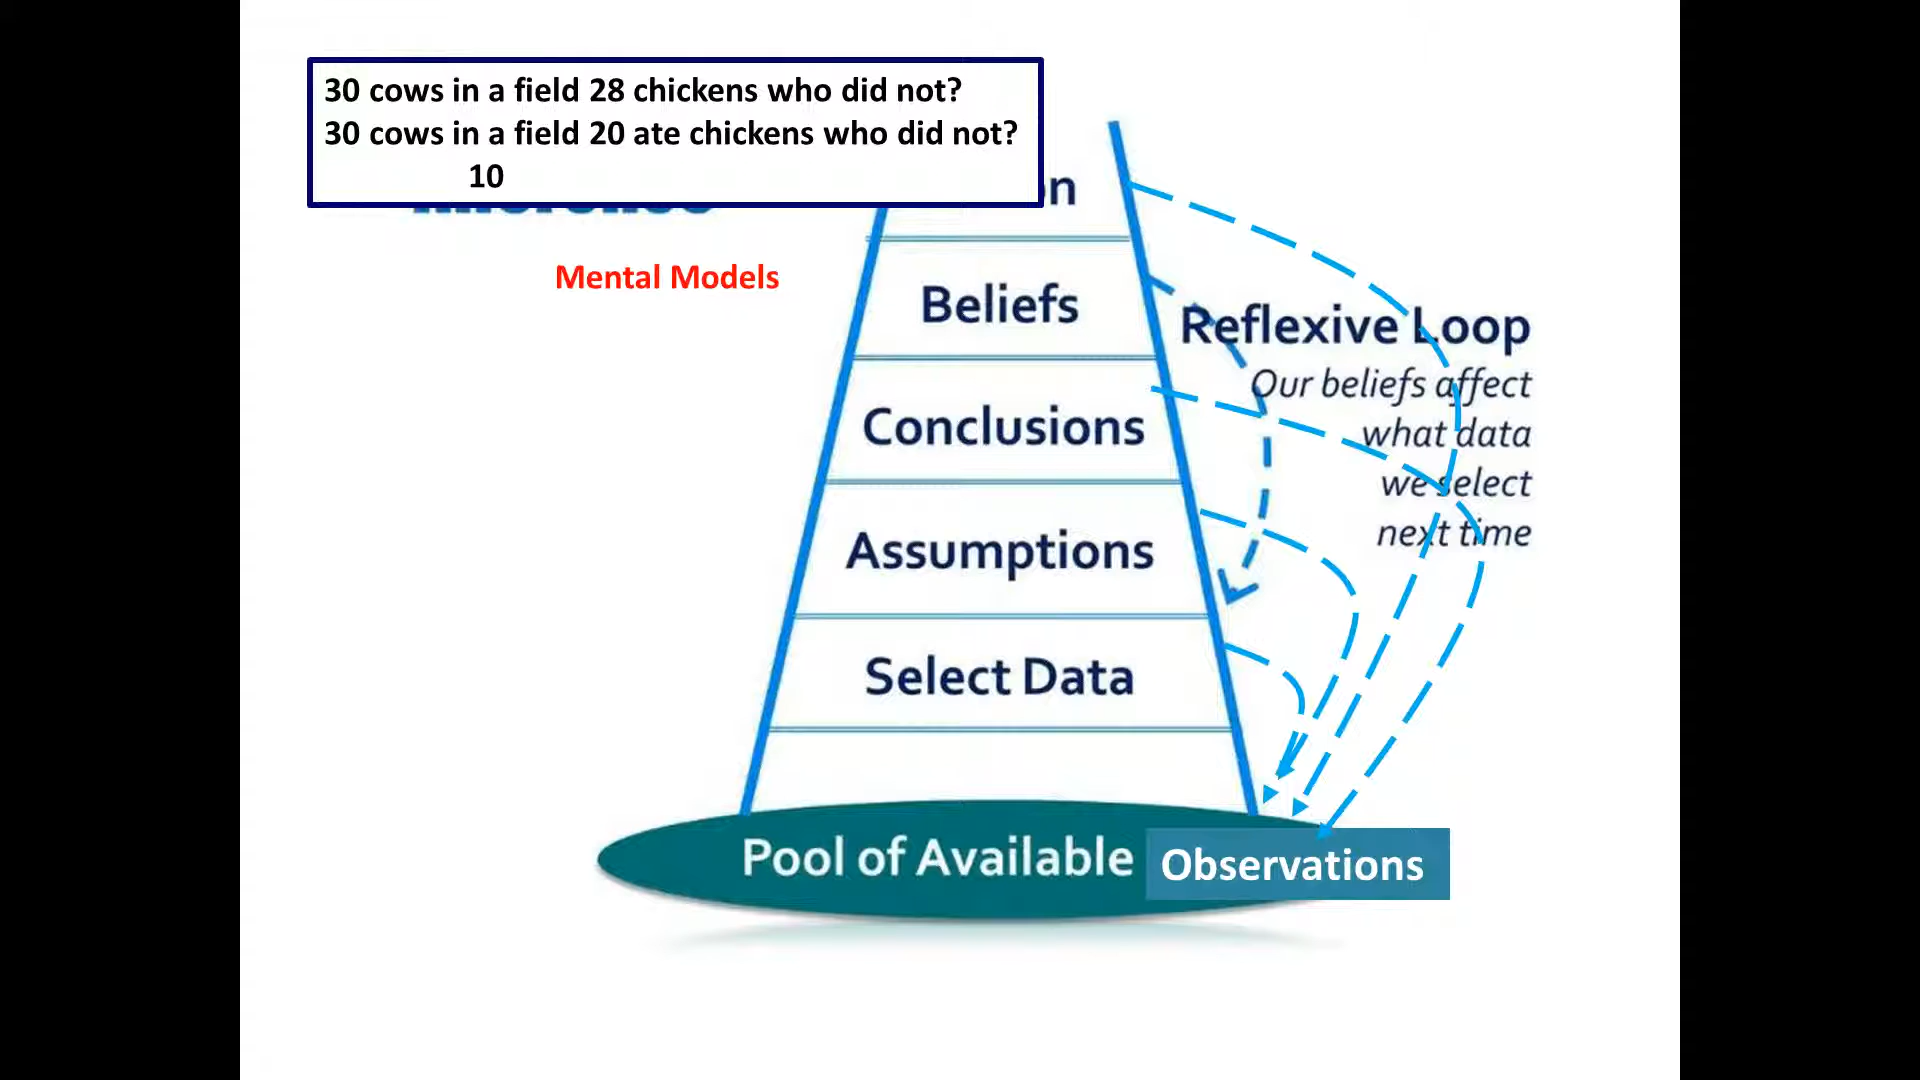 30 cows in a field 28 chickens who did not?
30 cows in a field 20 ate chickens who did not?
10
Mental Models
Beliefs
Conclusions
Assumptions
Select Data
Reflexive Loop
Our beliefs affect
what data
we select
next time
Pool of Available Observations